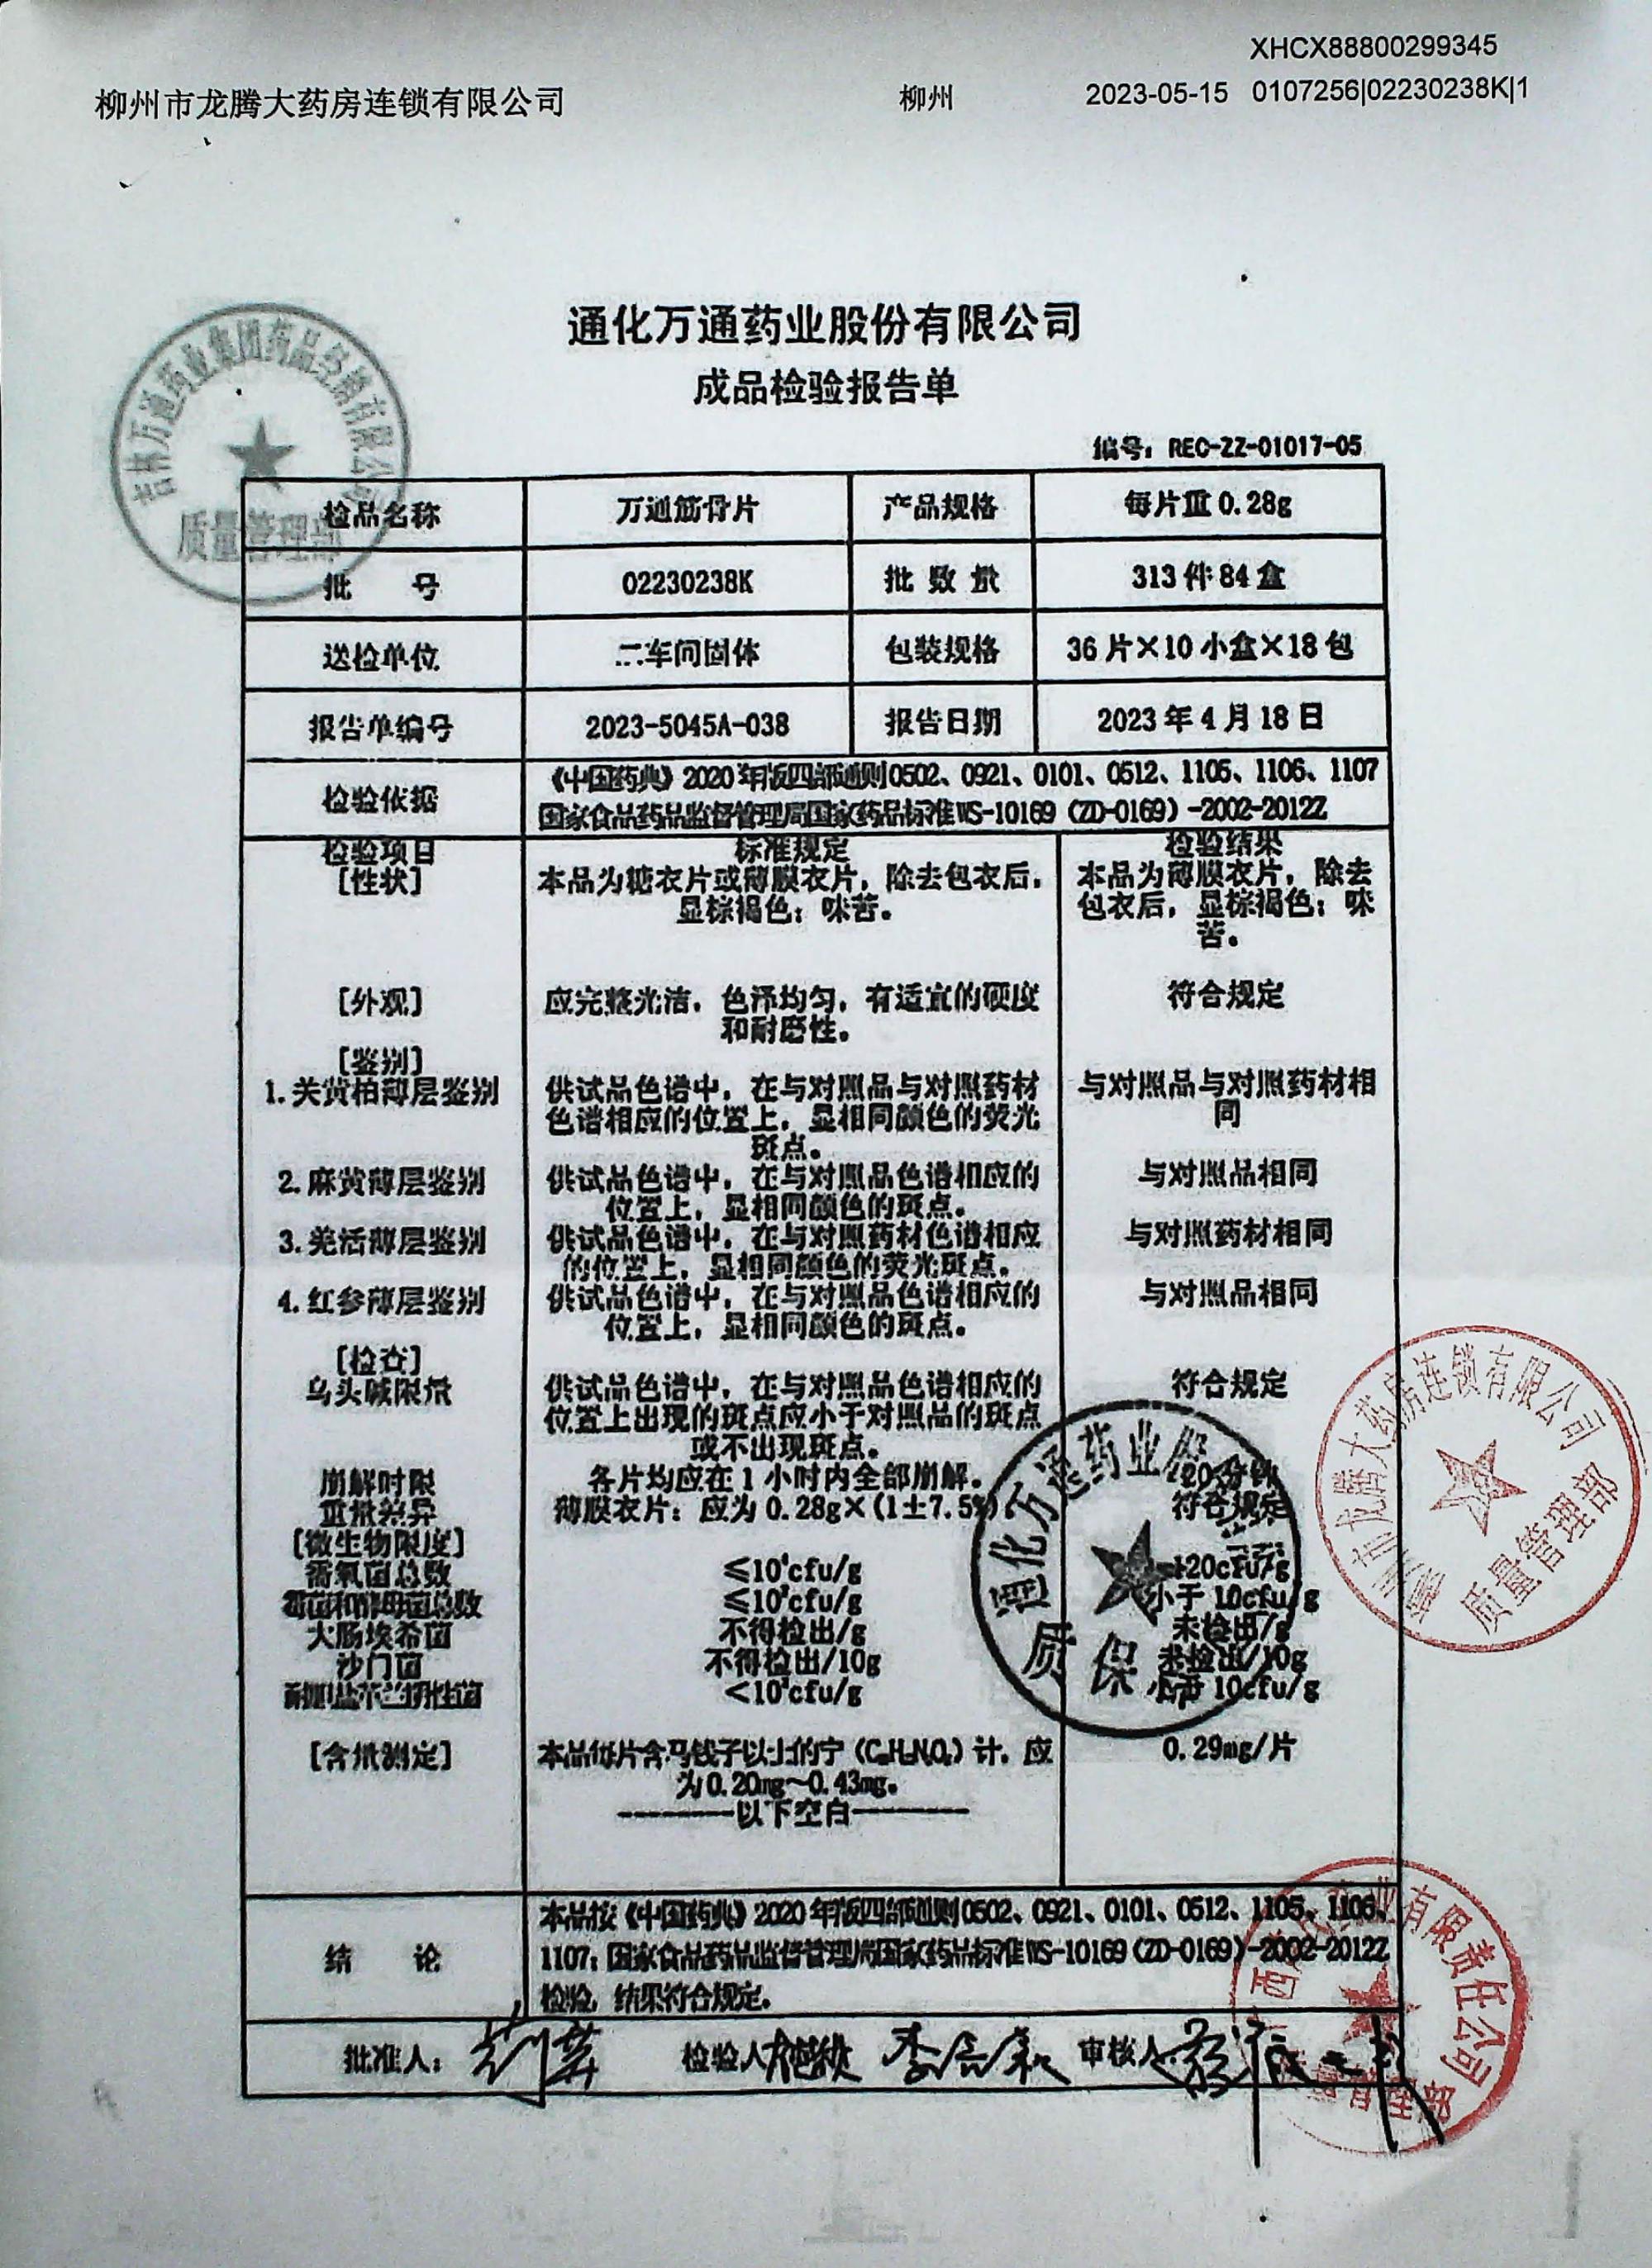 XHCX88800299345
柳州市龙腾大药房连锁有限公司 柳州 2023-05-15 0107256|02230238K|1
通化万通药业股份有限公司
成品检验报告单
编号：REC-ZZ-01017-05
吉林万通药业集团药品经销有限公司
质量管理部
检品名称 万通筋骨片 产品规格 每片重0.28g
批 号 02230238K 批 数 量 313件84盒
送检单位 二车间固体 包装规格 36片×10小盒×18包
报告单编号 2023-5045A-038 报告日期 2023年4月18日
检验依据 《中国药典》2020年版四部通则0502、0921、0101、0512、1105、1106、1107
国家食品药品监督管理局国家药品标准WS-10169（ZD-0169）-2002-2012Z
检验项目 标准规定 检验结果
[性状] 本品为糖衣片或薄膜衣片，除去包衣后， 本品为薄膜衣片，除去
显棕褐色；味苦。 包衣后，显棕褐色；味
苦。
[外观] 应完整光洁，色泽均匀，有适宜的硬度 符合规定
和耐磨性。
[鉴别]
1.关黄柏薄层鉴别 供试品色谱中，在与对照品与对照药材 与对照品与对照药材相
色谱相应的位置上，显相同颜色的荧光 同
斑点。
2.麻黄薄层鉴别 供试品色谱中，在与对照品色谱相应的 与对照品相同
位置上，显相同颜色的斑点。
3.羌活薄层鉴别 供试品色谱中，在与对照药材色谱相应 与对照药材相同
的位置上，显相同颜色的荧光斑点。
4.红参薄层鉴别 供试品色谱中，在与对照品色谱相应的 与对照品相同
位置上，显相同颜色的斑点。
[检查]
乌头碱限量 供试品色谱中，在与对照品色谱相应的 符合规定
位置上出现的斑点应小于对照品的斑点
或不出现斑点。
崩解时限 各片均应在1小时内全部崩解。 20分钟
重量差异 薄膜衣片：应为0.28g×(1±7.5%) 符合规定
[微生物限度]
需氧菌总数 cfu/g 120cfu/g
霉菌和酵母菌总数 cfu/g 小于10cfu/g
大肠埃希菌 不得检出/g 未检出/g
沙门菌 不得检出/10g 未检出/10g
耐胆盐革兰阴性菌 cfu/g 小于10cfu/g
[含量测定] 本品每片含马钱子以士的宁 计，应 0.29mg/片
为0.20mg～0.43mg。
--------以下空白--------
通化万通药业股
质 保
柳州市龙腾大药房连锁有限公司
质量管理部
结 论 本品按《中国药典》2020年版四部通则0502、0921、0101、0512、1105、1106、
1107；国家食品药品监督管理局国家药品标准WS-10169（ZD-0169）-2002-2012Z
检验，结果符合规定。
批准人： 检验人 审核人
有限责任公司